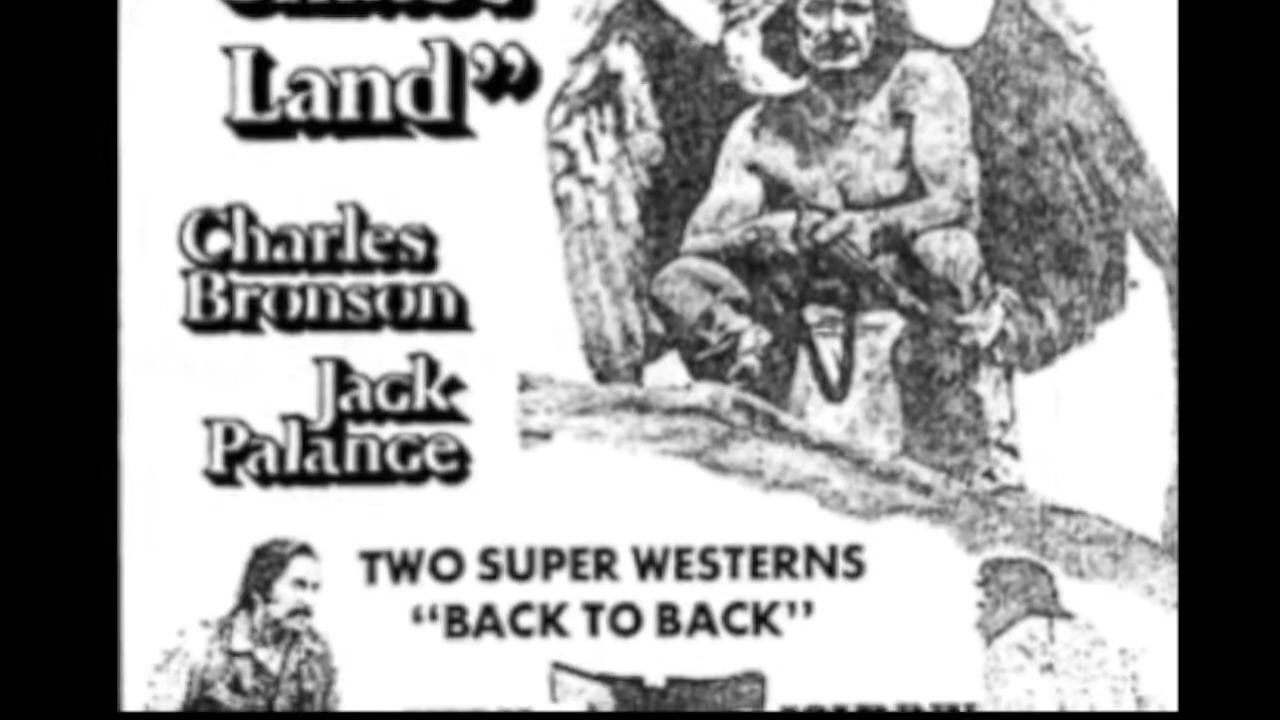 Land"
Charles
Bronson
Jack
Palance
TWO SUPER WESTERNS
"BACK TO BACK"